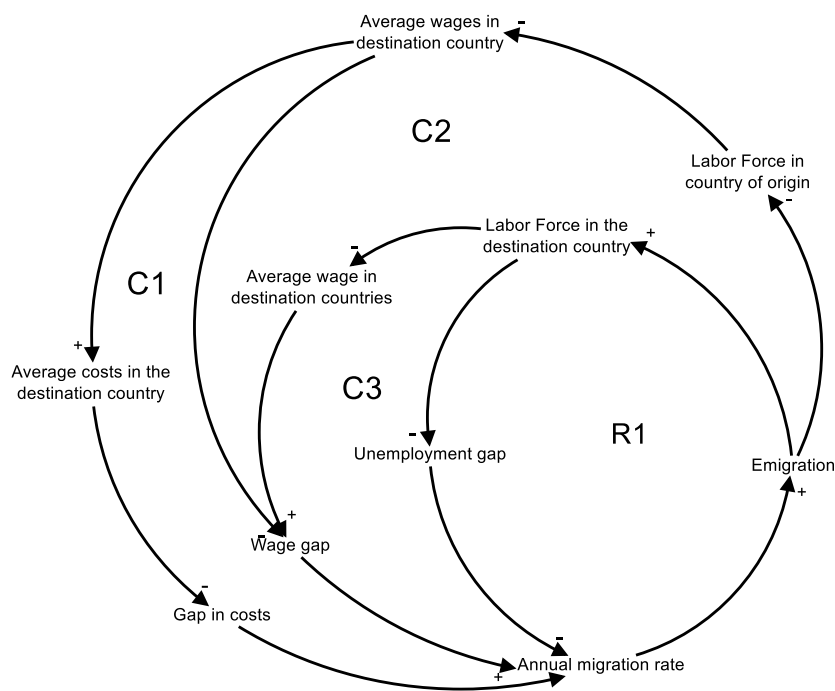 Average wages in
destination country
-
C2
Labor Force in
country of origin
-
Labor Force in the
destination country
+
-
Average wage in
destination countries
C1
+
Average costs in the
destination country
C3
R1
-
Unemployment gap
Emigration
+
+
-
Wage gap
-
Gap in costs
-
Annual migration rate
+